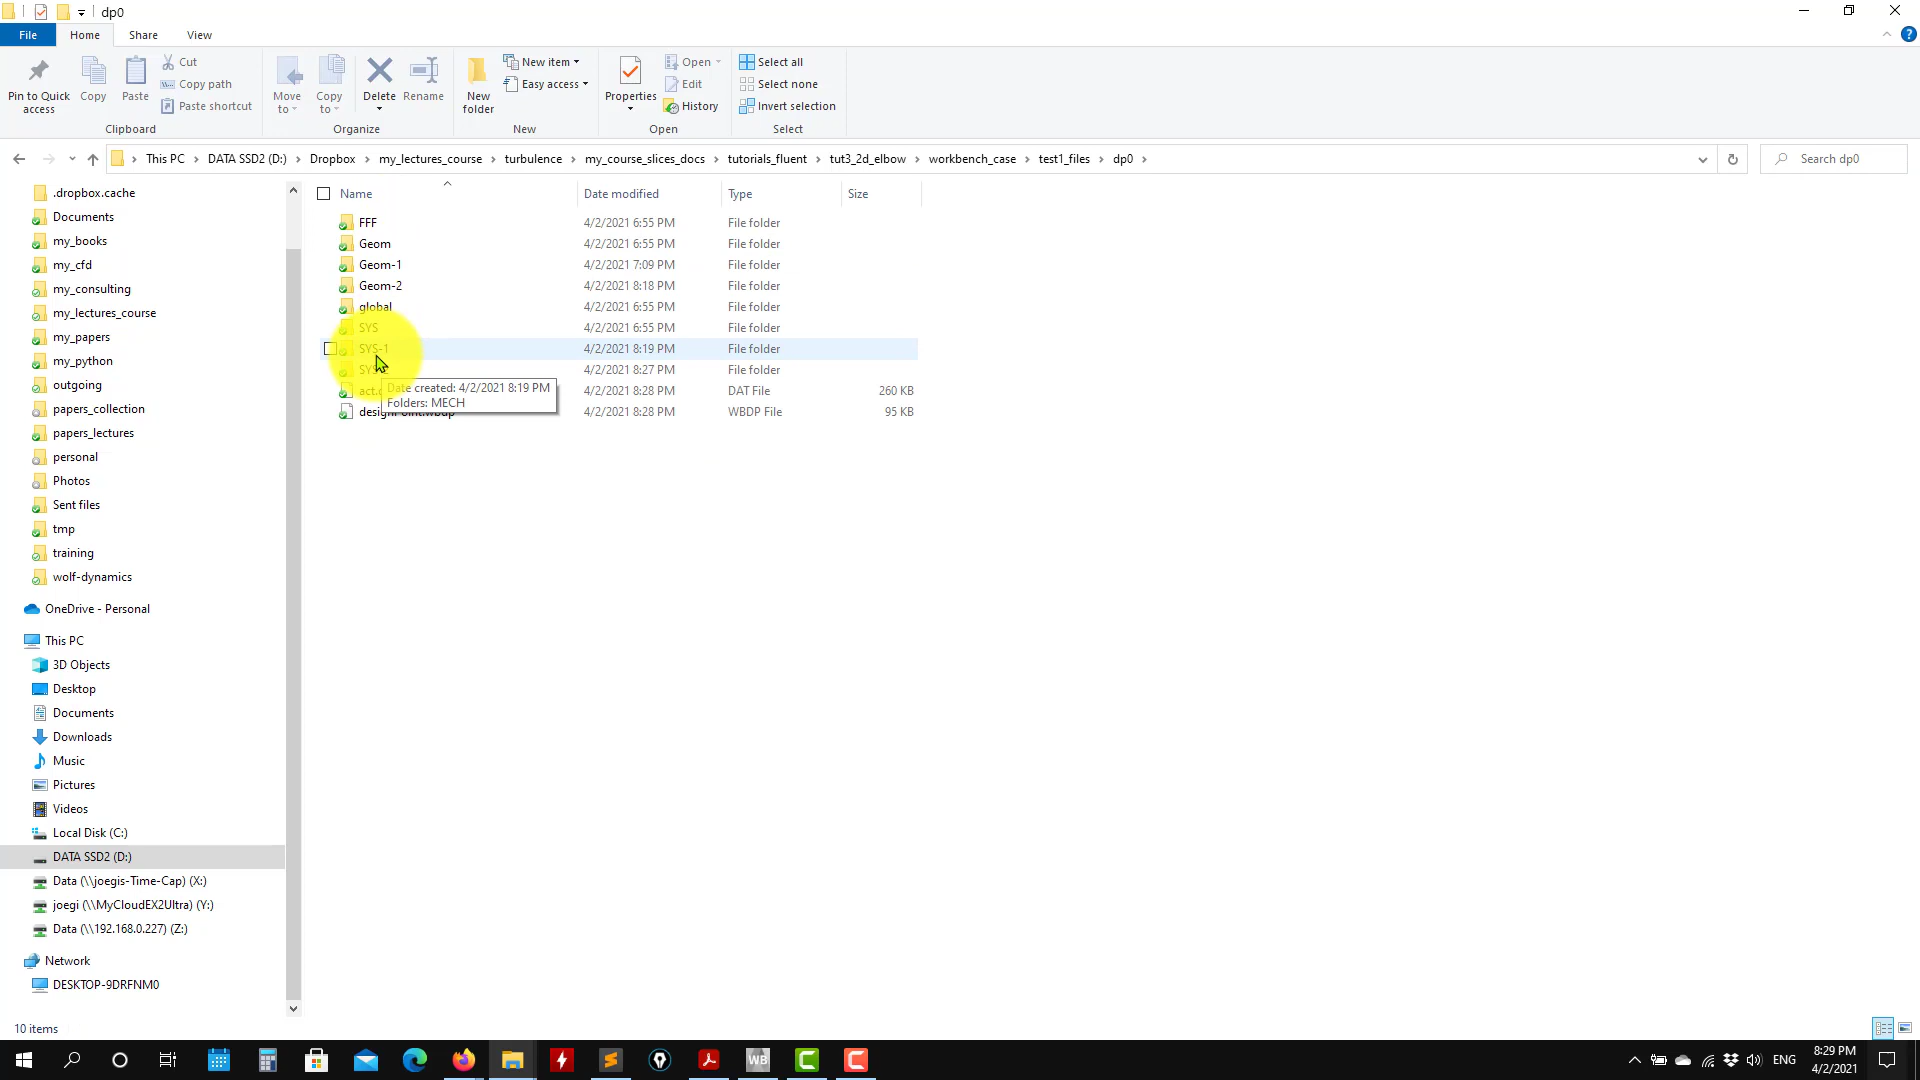 dp0
File Home Share View
Pin to Quick access
Copy
Paste
Cut
Copy path
Paste shortcut
Clipboard
Move to
Copy to
Delete
Rename
Organize
New folder
New item
Easy access
New
Properties
Open
Edit
History
Open
Select all
Select none
Invert selection
Select
This PC DATA SSD2 (D:) Dropbox my_lectures_course turbulence my_course_slices_docs tutorials_fluent tut3_2d_elbow workbench_case test1_files dp0
Search dp0
.dropbox.cache
Documents
my_books
my_cfd
my_consulting
my_lectures_course
my_papers
my_python
outgoing
papers_collection
papers_lectures
personal
Photos
Sent files
tmp
training
wolf-dynamics
OneDrive - Personal
This PC
3D Objects
Desktop
Documents
Downloads
Music
Pictures
Videos
Local Disk (C:)
DATA SSD2 (D:)
Data (\\joegis-Time-Cap) (X:)
joegi (\\MyCloudEX2Ultra) (Y:)
Data (\\192.168.0.227) (Z:)
Network
DESKTOP-9DRFNM0
Name Date modified Type Size
FFF 4/2/2021 6:55 PM File folder
Geom 4/2/2021 6:55 PM File folder
Geom-1 4/2/2021 7:09 PM File folder
Geom-2 4/2/2021 8:18 PM File folder
global 4/2/2021 6:55 PM File folder
SYS 4/2/2021 6:55 PM File folder
SYS-1 4/2/2021 8:19 PM File folder
4/2/2021 8:27 PM File folder
4/2/2021 8:28 PM DAT File 260 KB
4/2/2021 8:28 PM WBDP File 95 KB
Date created: 4/2/2021 8:19 PM
Folders: MECH
10 items
WB
ENG
8:29 PM
4/2/2021